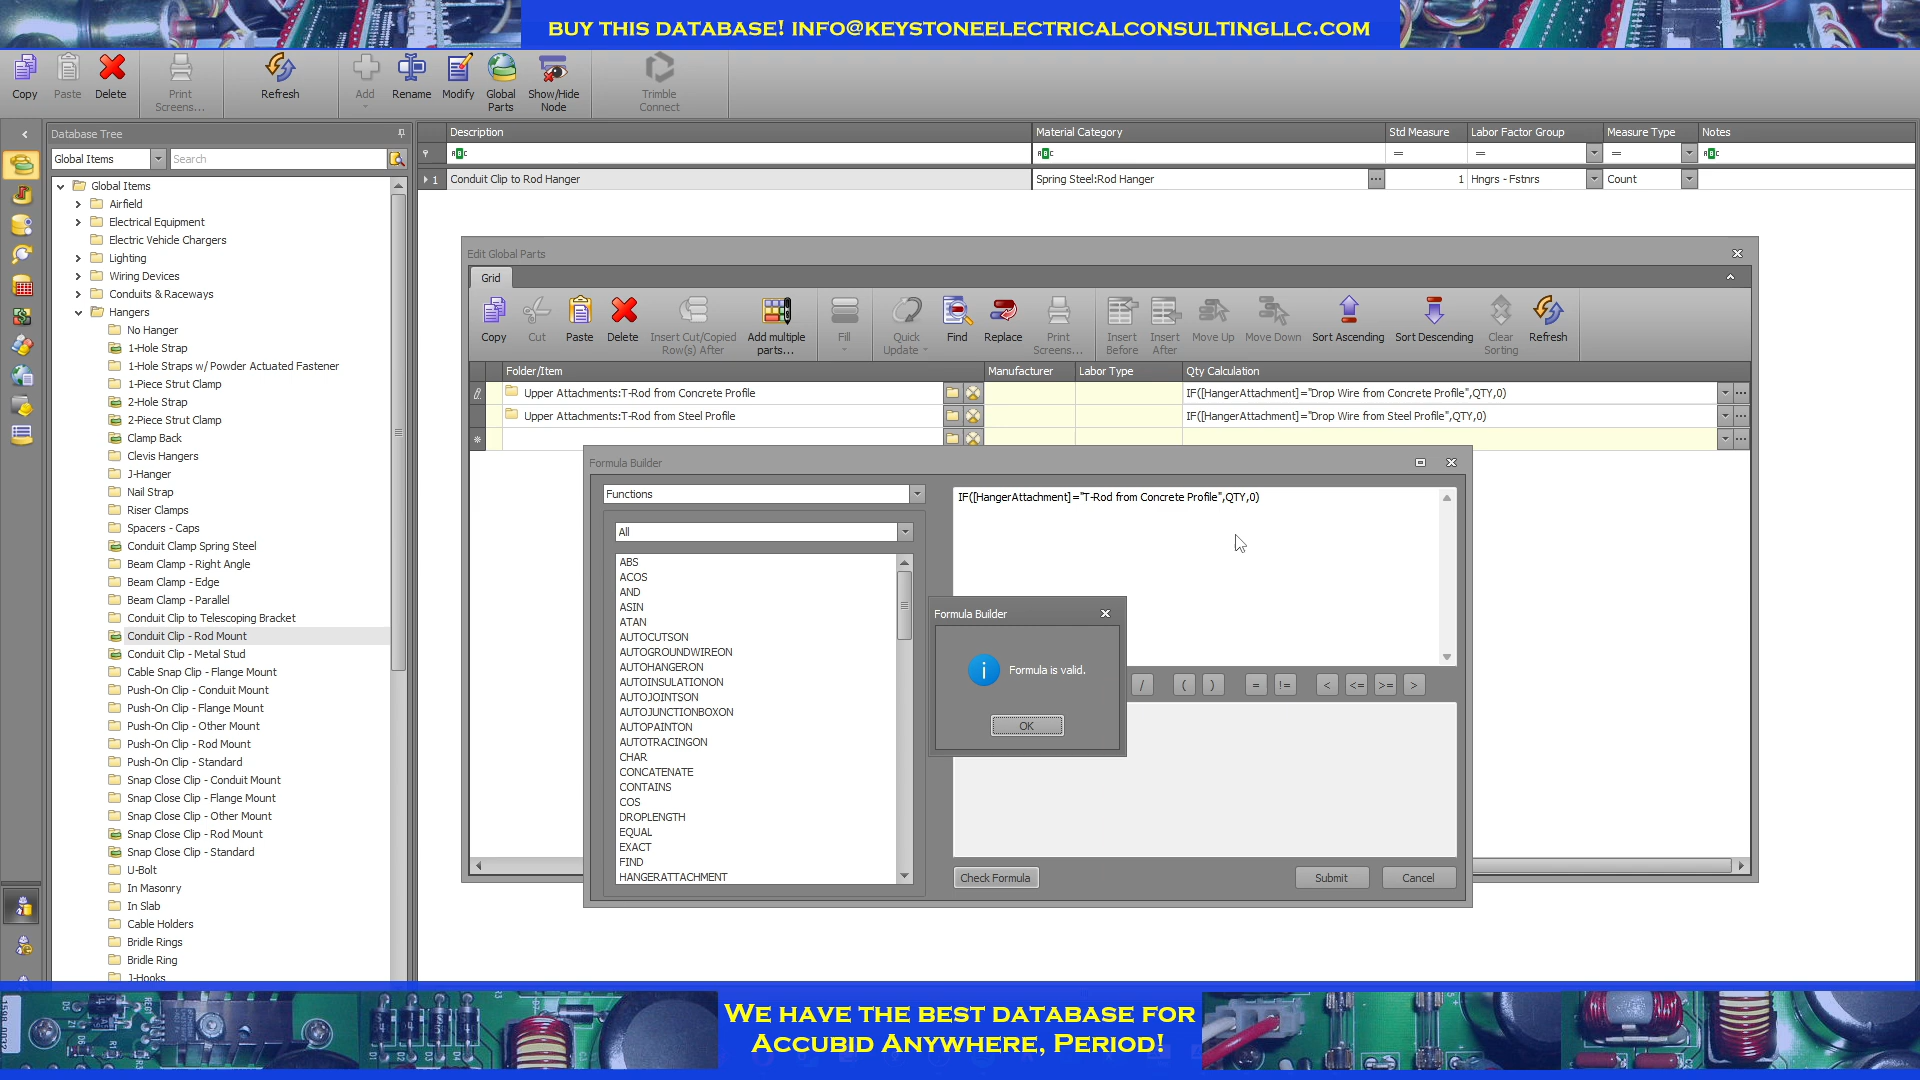 BUY THIS DATABASE! INFO@KEYSTONEELECTRICALCONSULTINGLLC.COM
Copy
Paste
Delete
Print Screens...
Refresh
Add
Rename
Modify
Global Parts
Show/Hide Node
Trimble Connect
Database Tree
Global Items
Search
Global Items
Airfield
Electrical Equipment
Electric Vehicle Chargers
Lighting
Wiring Devices
Conduits & Raceways
Hangers
No Hanger
1-Hole Strap
1-Hole Straps w/ Powder Actuated Fastener
1-Piece Strut Clamp
2-Hole Strap
2-Piece Strut Clamp
Clamp Back
Clevis Hangers
J-Hanger
Nail Strap
Riser Clamps
Spacers - Caps
Conduit Clamp Spring Steel
Beam Clamp - Right Angle
Beam Clamp - Edge
Beam Clamp - Parallel
Conduit Clip to Telescoping Bracket
Conduit Clip - Rod Mount
Conduit Clip - Metal Stud
Cable Snap Clip - Flange Mount
Push-On Clip - Conduit Mount
Push-On Clip - Flange Mount
Push-On Clip - Other Mount
Push-On Clip - Rod Mount
Push-On Clip - Standard
Snap Close Clip - Conduit Mount
Snap Close Clip - Flange Mount
Snap Close Clip - Other Mount
Snap Close Clip - Rod Mount
Snap Close Clip - Standard
U-Bolt
In Masonry
In Slab
Cable Holders
Bridle Rings
Bridle Ring
J-Hooks
Description Material Category Std Measure Labor Factor Group Measure Type Notes
= = =
1 Conduit Clip to Rod Hanger Spring Steel:Rod Hanger ... 1 Hngrs - Fstnrs Count
Edit Global Parts
Grid
Copy
Cut
Paste
Delete
Insert Cut/Copied Row(s) After
Add multiple parts...
Fill
Quick Update
Find
Replace
Print Screens...
Insert Before
Insert After
Move Up
Move Down
Sort Ascending
Sort Descending
Clear Sorting
Refresh
Folder/Item Manufacturer Labor Type Qty Calculation
Upper Attachments:T-Rod from Concrete Profile IF([HangerAttachment]="Drop Wire from Concrete Profile",QTY,0) ...
Upper Attachments:T-Rod from Steel Profile IF([HangerAttachment]="Drop Wire from Steel Profile",QTY,0) ...
...
Formula Builder
Functions
All
ABS
ACOS
AND
ASIN
ATAN
AUTOCUTSON
AUTOGROUNDWIREON
AUTOHANGERON
AUTOINSULATIONON
AUTOJOINTSON
AUTOJUNCTIONBOXON
AUTOPAINTON
AUTOTRACINGON
CHAR
CONCATENATE
CONTAINS
COS
DROPLENGTH
EQUAL
EXACT
FIND
HANGERATTACHMENT
IF([HangerAttachment]="T-Rod from Concrete Profile",QTY,0)
/ ( ) = != < <= >= >
Formula Builder
Formula is valid.
OK
Check Formula
Submit
Cancel
WE HAVE THE BEST DATABASE FOR
ACCUBID ANYWHERE, PERIOD!